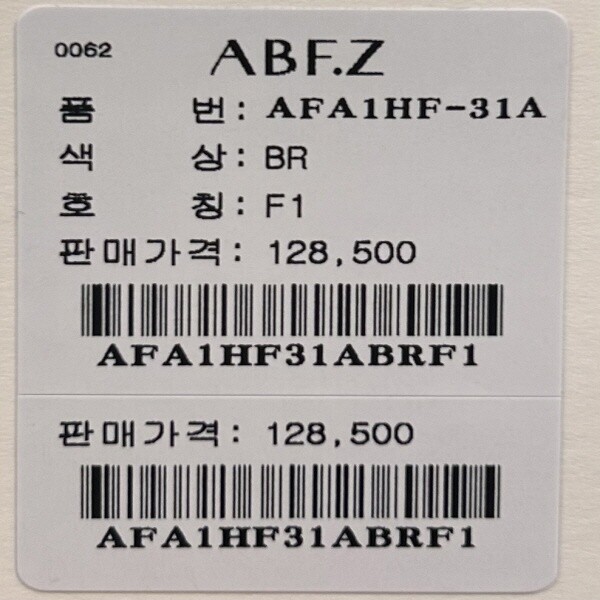 0062 ABF.Z
품 번: AFA1HF-31A
색 상: BR
호 칭: F1
판매가격: 128,500
AFA1HF31ABRF1
판매가격: 128,500
AFA1HF31ABRF1